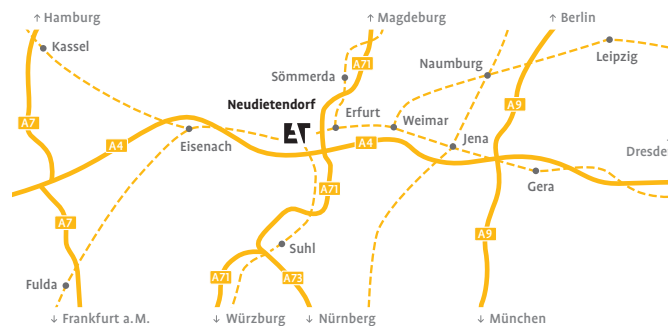 ↑ Hamburg
↑ Magdeburg
↑ Berlin
Kassel
Leipzig
Naumburg
A71
Sömmerda
Neudietendorf
A9
Erfurt
Weimar
A7
A4
Eisenach
A4
Jena
Dresde
A71
Gera
A7
A9
Suhl
A71
A73
Fulda
↓ Frankfurt a.M.
↓ Würzburg
↓ Nürnberg
↓ München